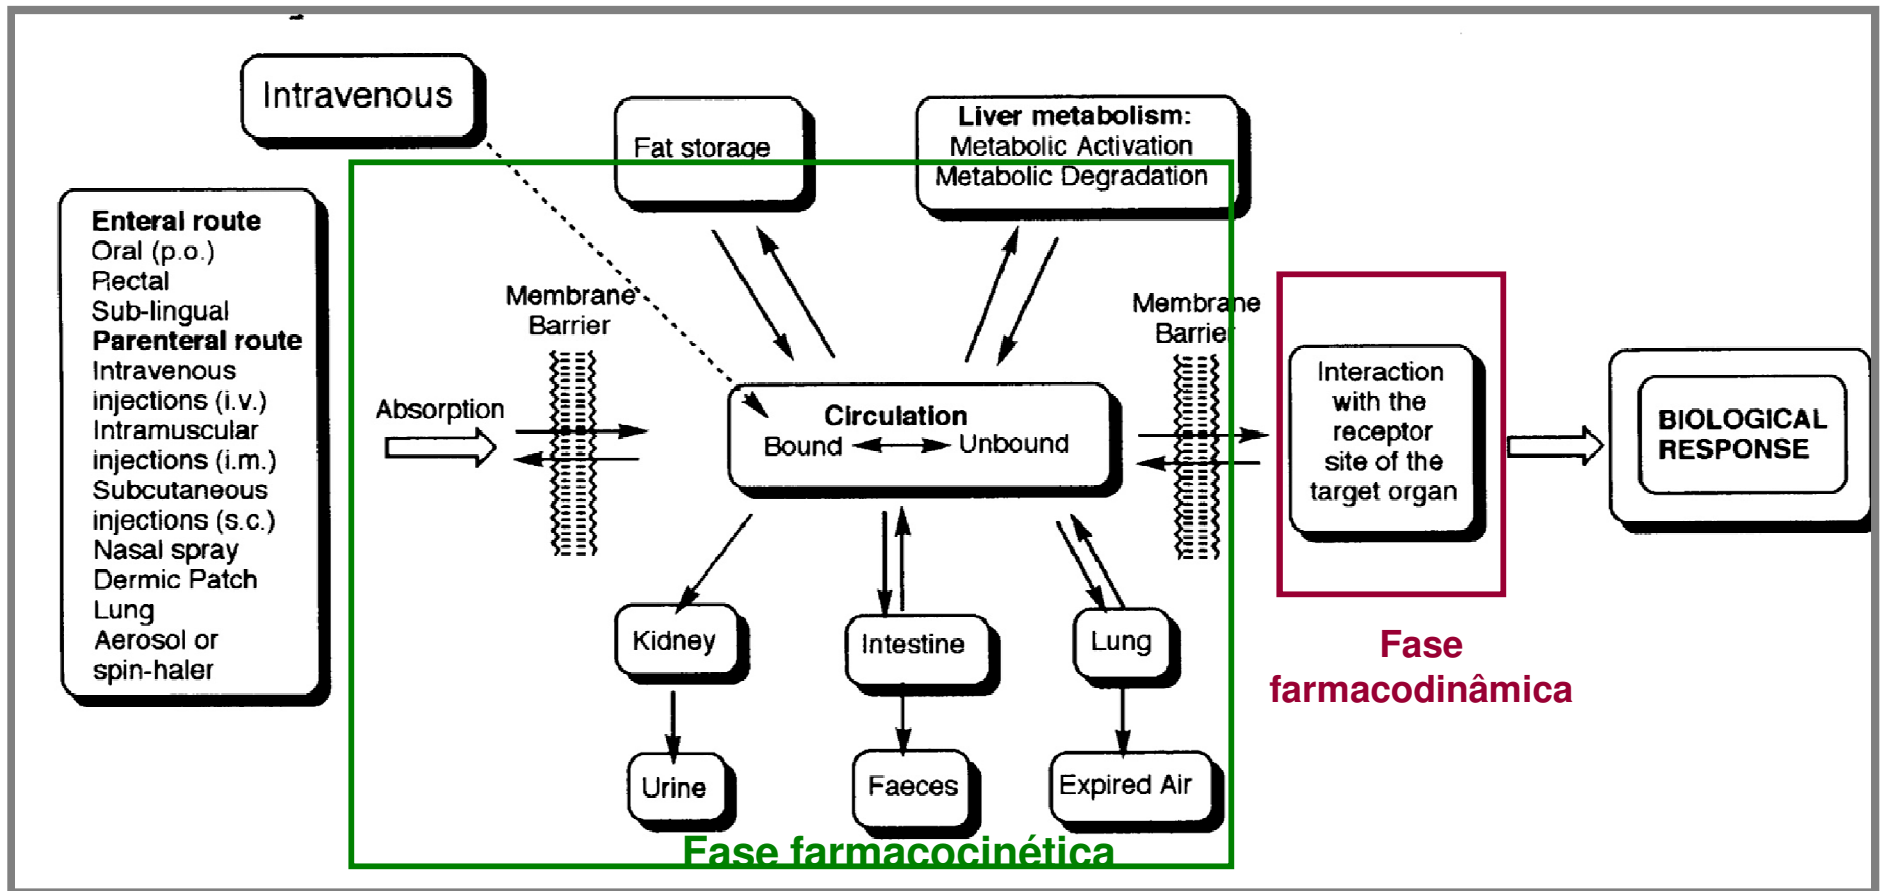 Intravenous
Fat storage
Liver metabolism:
Metabolic Activation
Metabolic Degradation
Enteral route
Oral (p.o.)
Rectal
Sub-lingual
Parenteral route
Intravenous
injections (i.v.)
Intramuscular
injections (i.m.)
Subcutaneous
injections (s.c.)
Nasal spray
Dermic Patch
Lung
Aerosol or
spin-haler
Absorption
Membrane
Barrier
Circulation
Bound
Unbound
Membrane
Barrier
Interaction
with the
receptor
site of the
target organ
BIOLOGICAL
RESPONSE
Kidney
Intestine
Lung
Urine
Faeces
Expired Air
Fase
farmacodinâmica
Fase farmacocinética